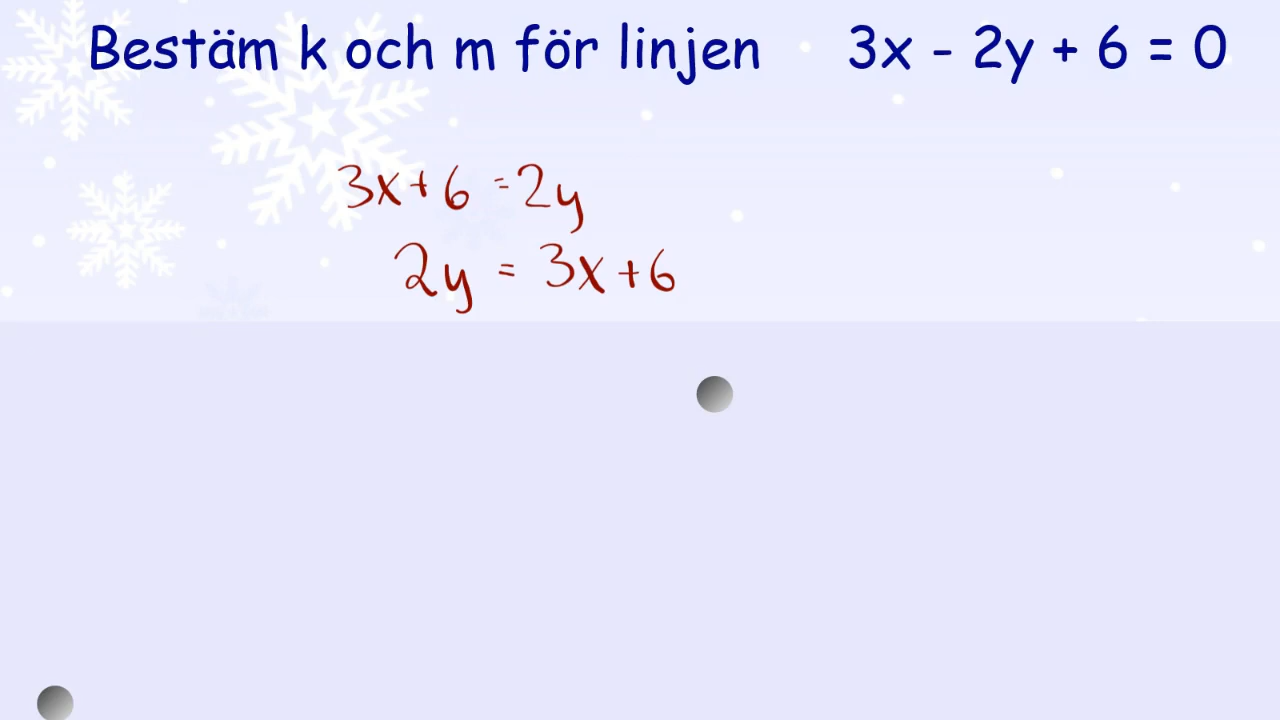 Bestäm k och m för linjen 3x - 2y + 6 = 0
3x+6 = 2y
2y = 3x+6